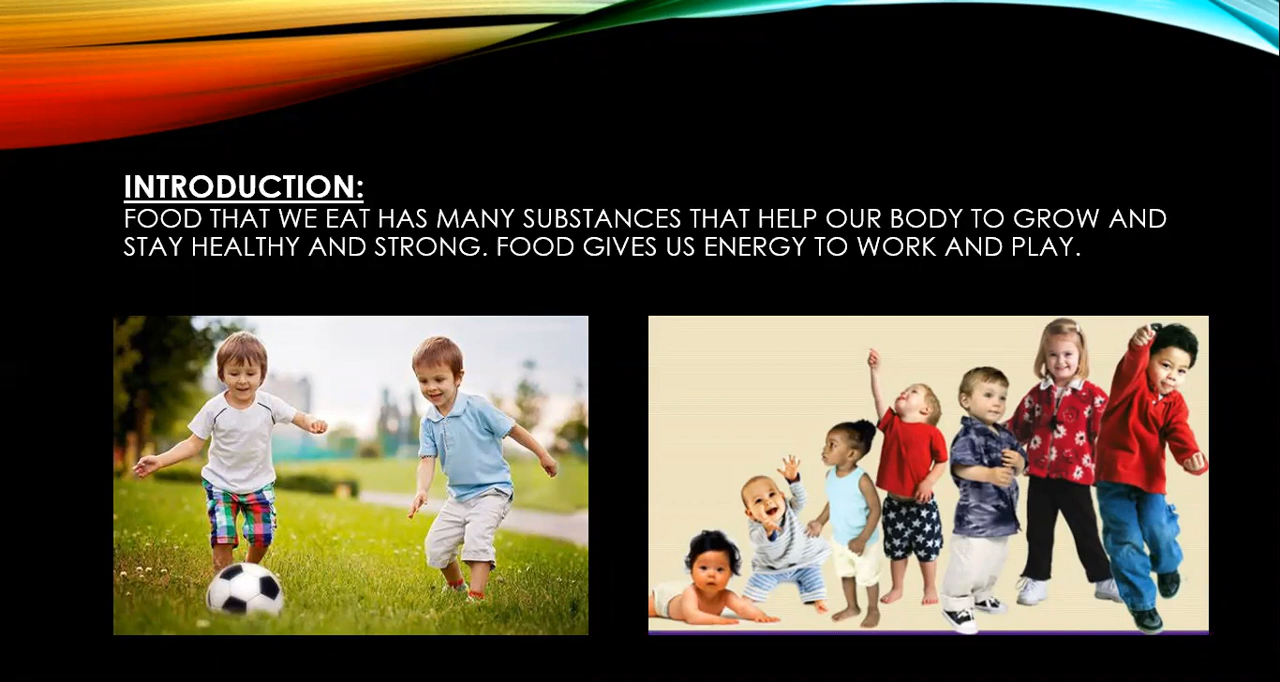 INTRODUCTION:
FOOD THAT WE EAT HAS MANY SUBSTANCES THAT HELP OUR BODY TO GROW AND
STAY HEALTHY AND STRONG. FOOD GIVES US ENERGY TO WORK AND PLAY.